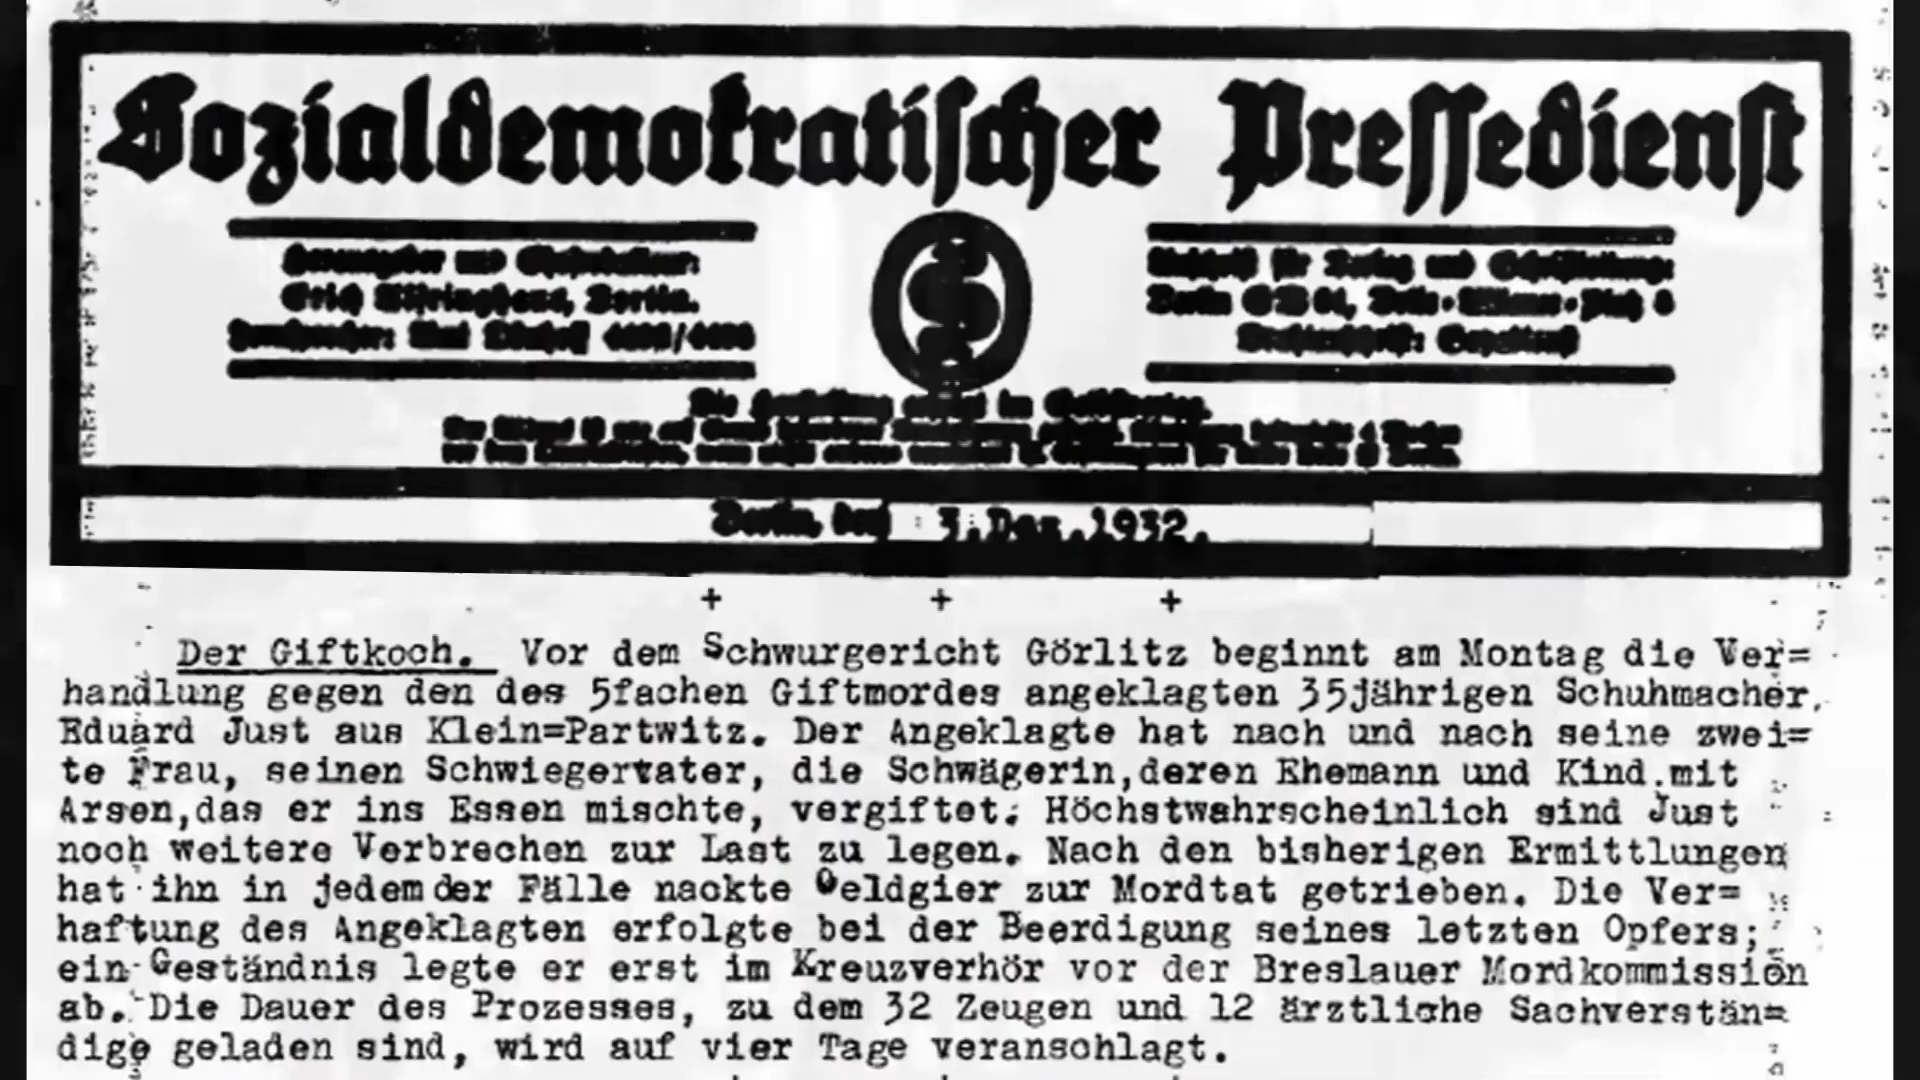 Sozialdemokratischer Pressedienst
Berlin, den 3. Dez. 1932.
+ + +
Der Giftkoch. Vor dem Schwurgericht Görlitz beginnt am Montag die Ver=
handlung gegen den des 5fachen Giftmordes angeklagten 35jährigen Schuhmacher,
Eduard Just aus Klein=Partwitz. Der Angeklagte hat nach und nach seine zwei=
te Frau, seinen Schwiegervater, die Schwägerin, deren Ehemann und Kind mit
Arsen, das er ins Essen mischte, vergiftet. Höchstwahrscheinlich sind Just
noch weitere Verbrechen zur Last zu legen. Nach den bisherigen Ermittlungen
hat ihn in jedem der Fälle nackte Geldgier zur Mordtat getrieben. Die Ver=
haftung des Angeklagten erfolgte bei der Beerdigung seines letzten Opfers;
ein Geständnis legte er erst im Kreuzverhör vor der Breslauer Mordkommission
ab. Die Dauer des Prozesses, zu dem 32 Zeugen und 12 ärztliche Sachverstän=
dige geladen sind, wird auf vier Tage veranschlagt.